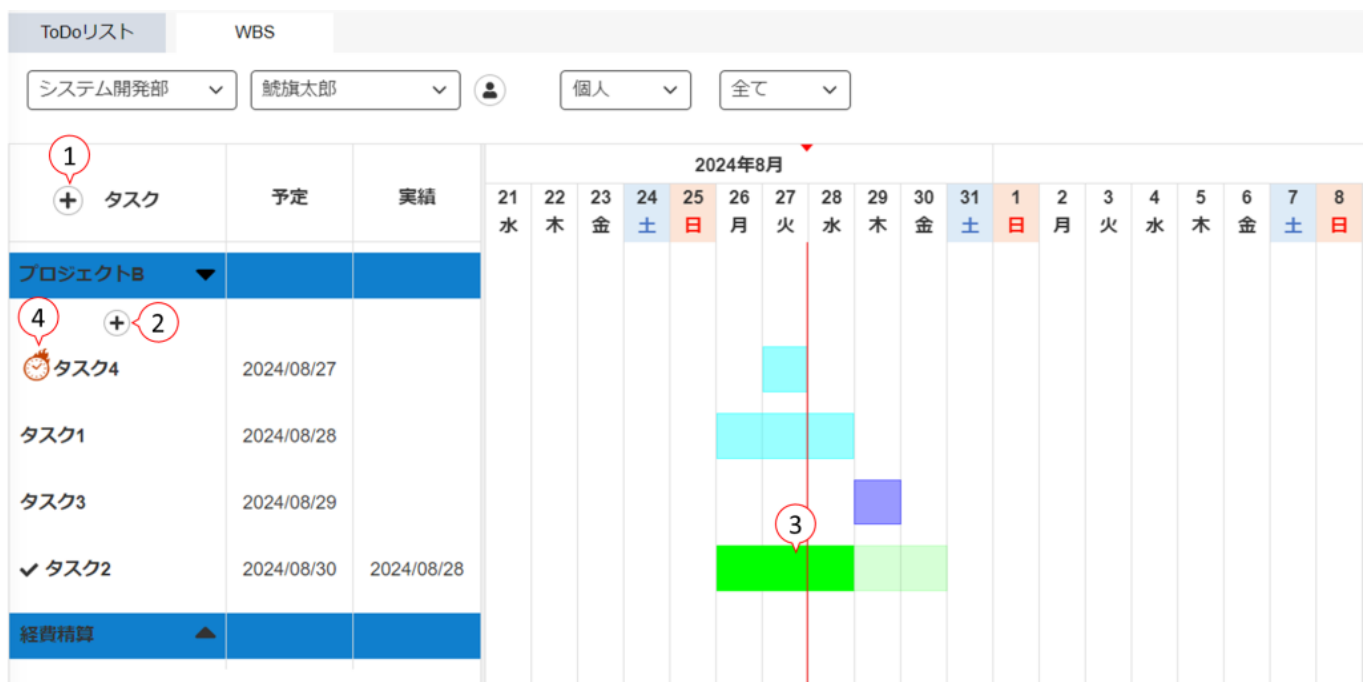 ToDoリスト WBS
システム開発部 鯱旗太郎 個人 全て
1
タスク 予定 実績
2024年8月
21 22 23 24 25 26 27 28 29 30 31 1 2 3 4 5 6 7 8
水 木 金 土 日 月 火 水 木 金 土 日 月 火 水 木 金 土 日
プロジェクトB
4 2
タスク4 2024/08/27
タスク1 2024/08/28
タスク3 2024/08/29
3
タスク2 2024/08/30 2024/08/28
経費精算